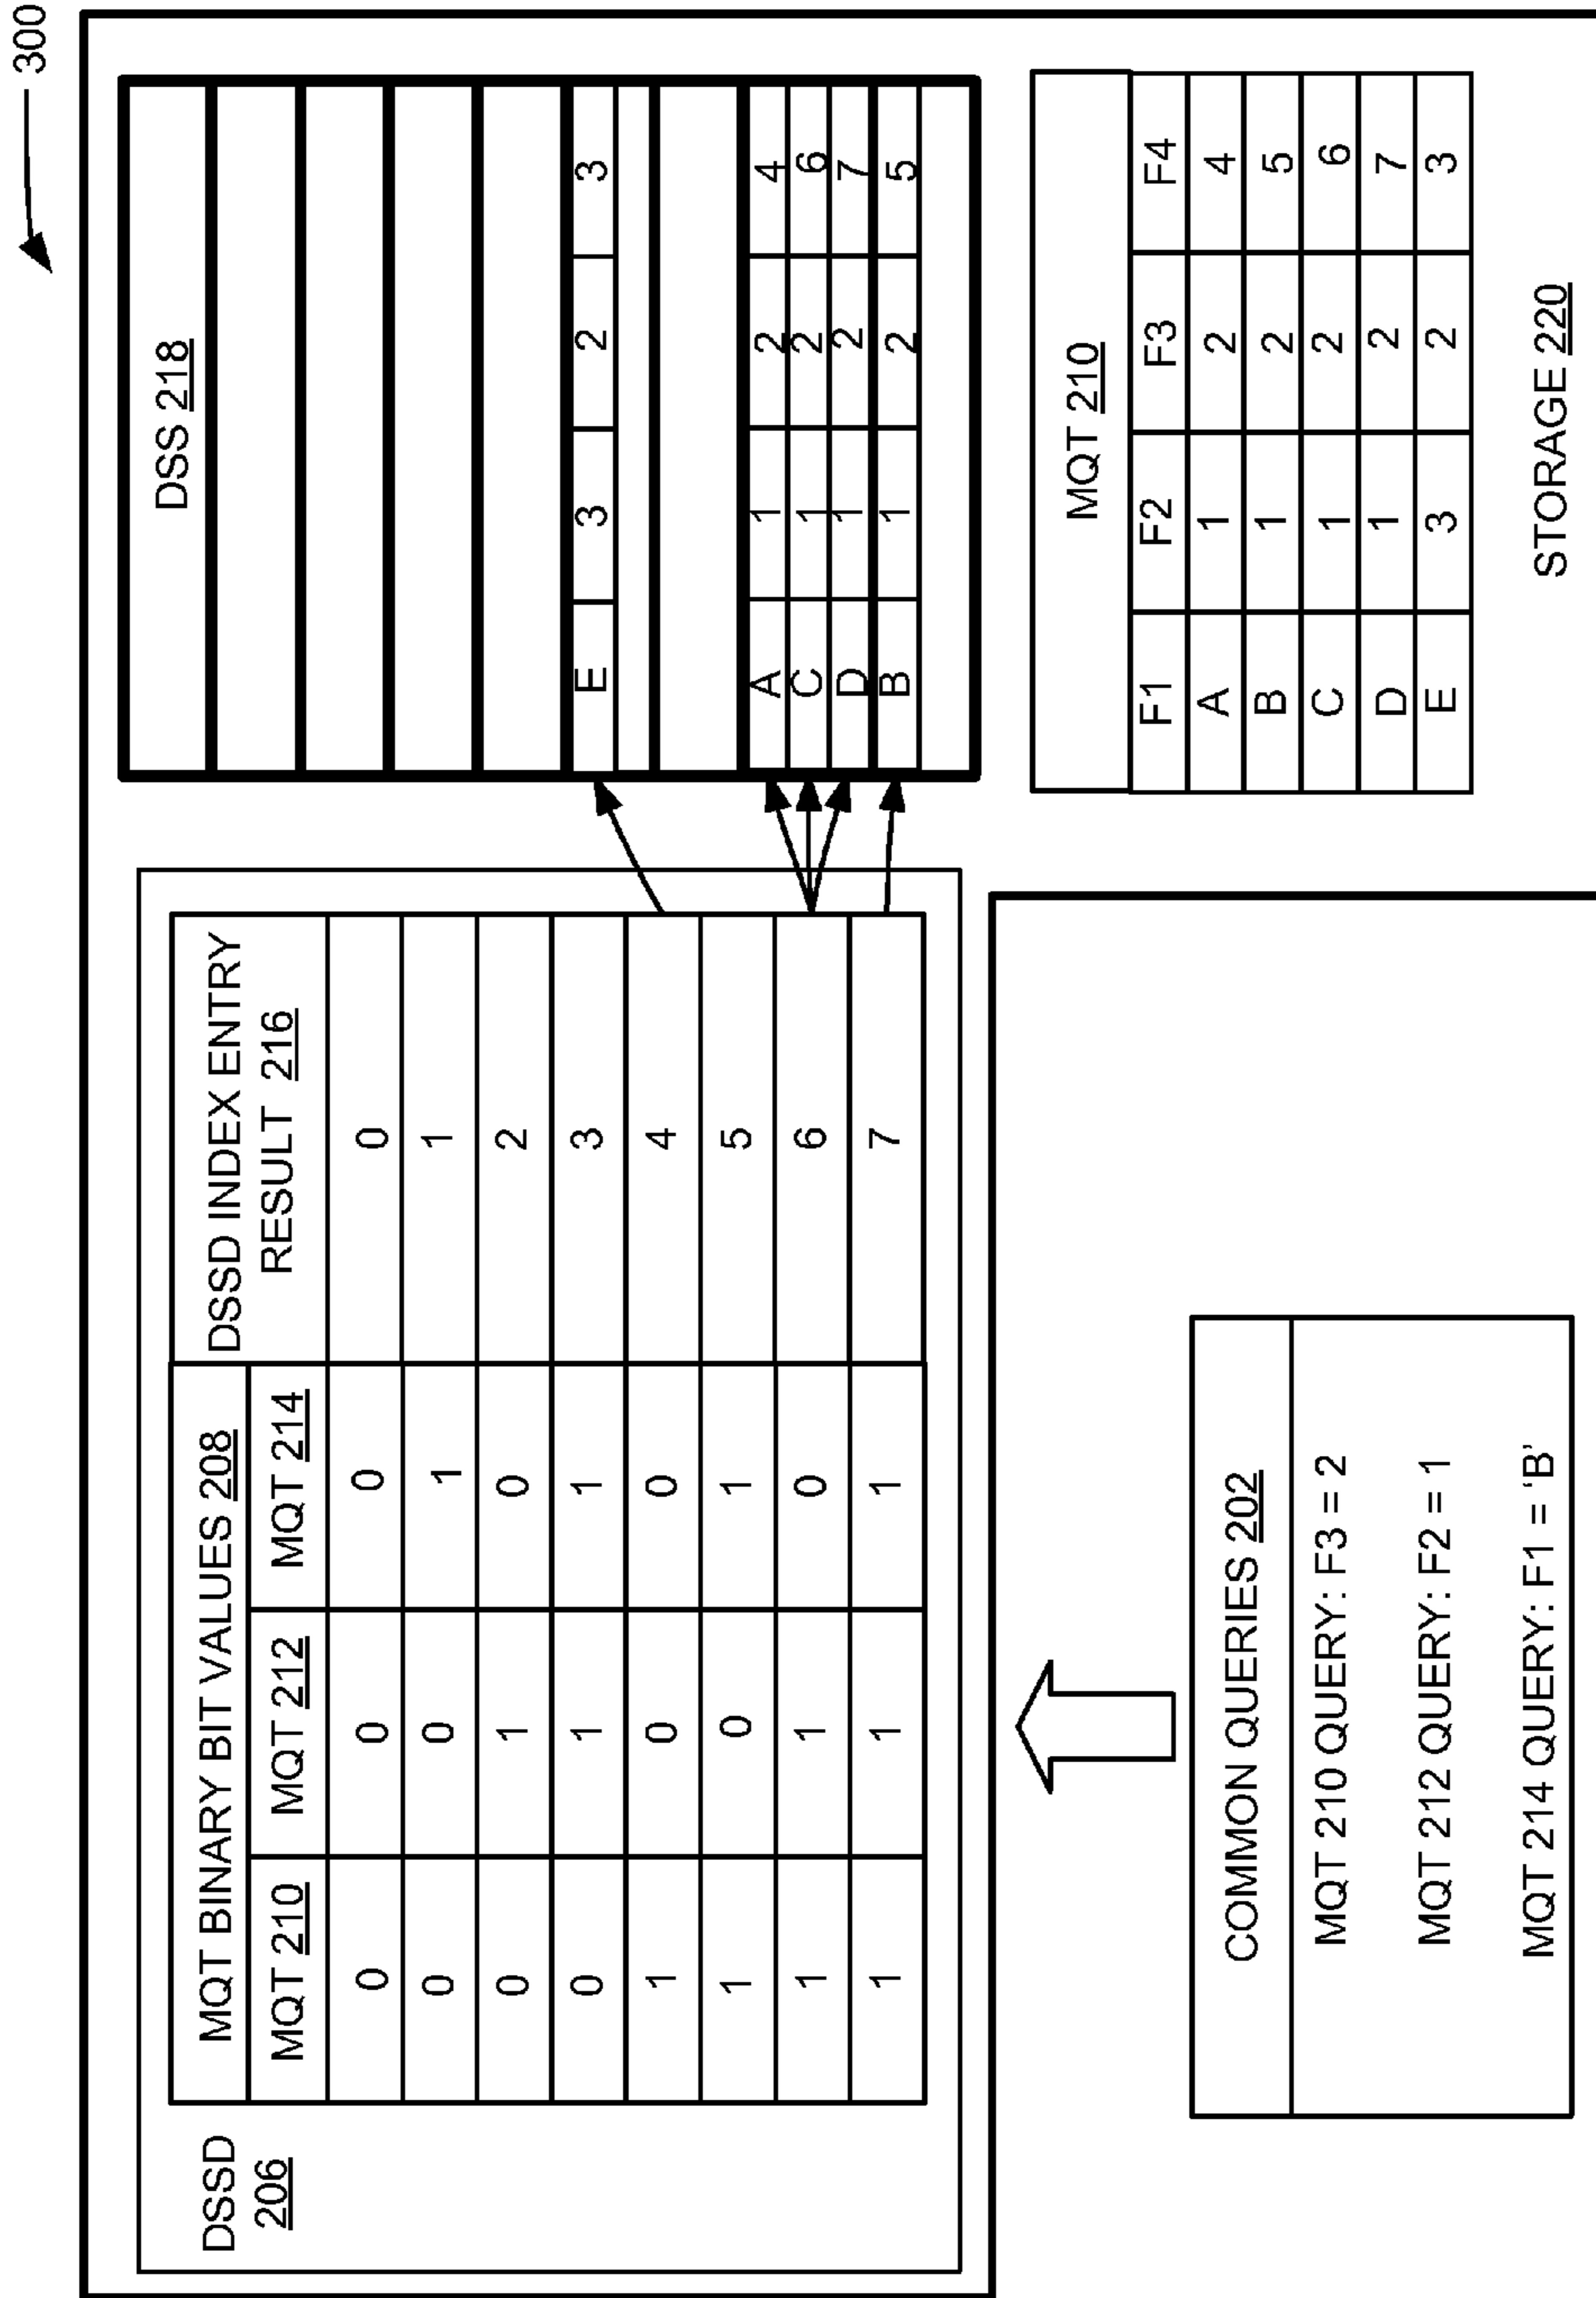 300
DSSD
206
MQT BINARY BIT VALUES 208
DSSD INDEX ENTRY
RESULT 216
MQT 210 MQT 212 MQT 214
0 0 0 0
0 0 1 1
0 1 0 2
0 1 1 3
1 0 0 4
1 0 1 5
1 1 0 6
1 1 1 7
DSS 218
E 3 2 3
A 1 2 4
C 1 2 6
D 1 2 7
B 1 2 5
COMMON QUERIES 202
MQT 210 QUERY: F3 = 2
MQT 212 QUERY: F2 = 1
MQT 214 QUERY: F1 = ‘B’
MQT 210
F1 F2 F3 F4
A 1 2 4
B 1 2 5
C 1 2 6
D 1 2 7
E 3 2 3
STORAGE 220